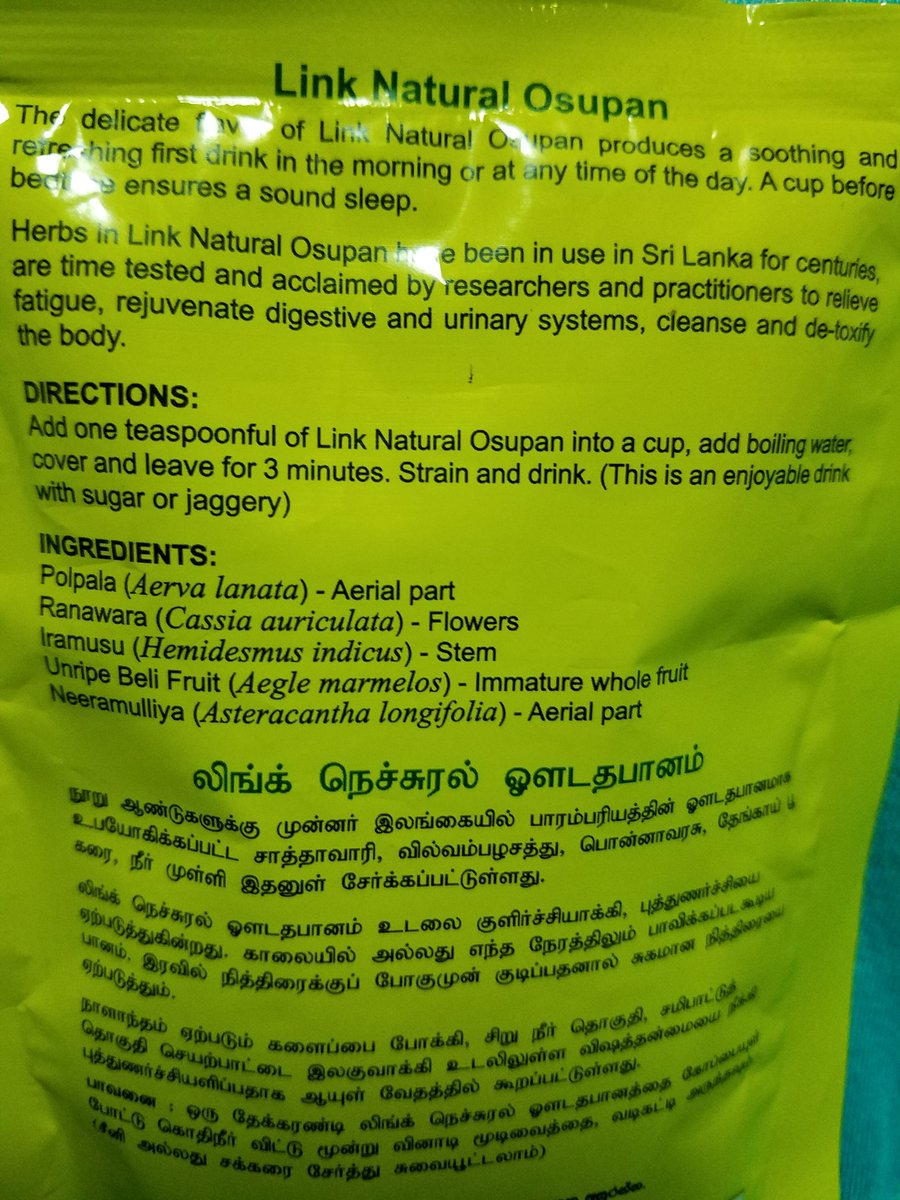 Link Natural Osupan
The delicate of Link Natural Osupan produces a soothing and
refreshing first drink in the morning or at any time of the day. A cup before
bedtime ensures a sound sleep.
Herbs in Link Natural Osupan have been in use in Sri Lanka for centuries,
are time tested and acclaimed by researchers and practitioners to relieve
fatigue, rejuvenate digestive and urinary systems, cleanse and de-toxify
the body.
DIRECTIONS:
Add one teaspoonful of Link Natural Osupan into a cup, add boiling water,
cover and leave for 3 minutes. Strain and drink. (This is an enjoyable drink
with sugar or jaggery)
INGREDIENTS:
Polpala (Aerva lanata) - Aerial part
Ranawara (Cassia auriculata) - Flowers
Iramusu (Hemidesmus indicus) - Stem
Unripe Beli Fruit (Aegle marmelos) - Immature whole fruit
Neeramulliya (Asteracantha longifolia) - Aerial part
லிங்க் நெச்சுரல் ஔடதபானம்
நூறு ஆண்டுகளுக்கு முன்னர் இலங்கையில் பாரம்பரியத்தின் ஔடதபானமாக
உபயோகிக்கப்பட்ட சாத்தாவாரி, வில்வம்பழசத்து, பொன்னாவரசு, தேங்காய் பூ
கரை, நீர் முள்ளி இதனுள் சேர்க்கப்பட்டுள்ளது.
லிங்க் நெச்சுரல் ஔடதபானம் உடலை குளிர்ச்சியாக்கி, புத்துணர்ச்சியை
ஏற்படுத்துகின்றது. காலையில் அல்லது எந்த நேரத்திலும் பாவிக்கப்படகூடிய
பானம். இரவில் நித்திரைக்குப் போகுமுன் குடிப்பதனால் சுகமான நித்திரையை
ஏற்படுத்தும்.
நாளாந்தம் ஏற்படும் களைப்பை போக்கி, சிறு நீர் தொகுதி, சமிபாட்டுத்
தொகுதி செயற்பாட்டை இலகுவாக்கி உடலிலுள்ள விஷத்தன்மையை நீக்கி
புத்துணர்ச்சியளிப்பதாக ஆயுள் வேதத்தில் கூறப்பட்டுள்ளது.
பாவனை : ஒரு தேக்கரண்டி லிங்க் நெச்சுரல் ஔடதபானத்தை கோப்பையுள்
போட்டு கொதிநீர் விட்டு மூன்று வினாடி மூடிவைத்தை, வடிகட்டி அருந்தவும்.
(சீனி அல்லது சக்கரை சேர்த்து சுவையூட்டலாம்)